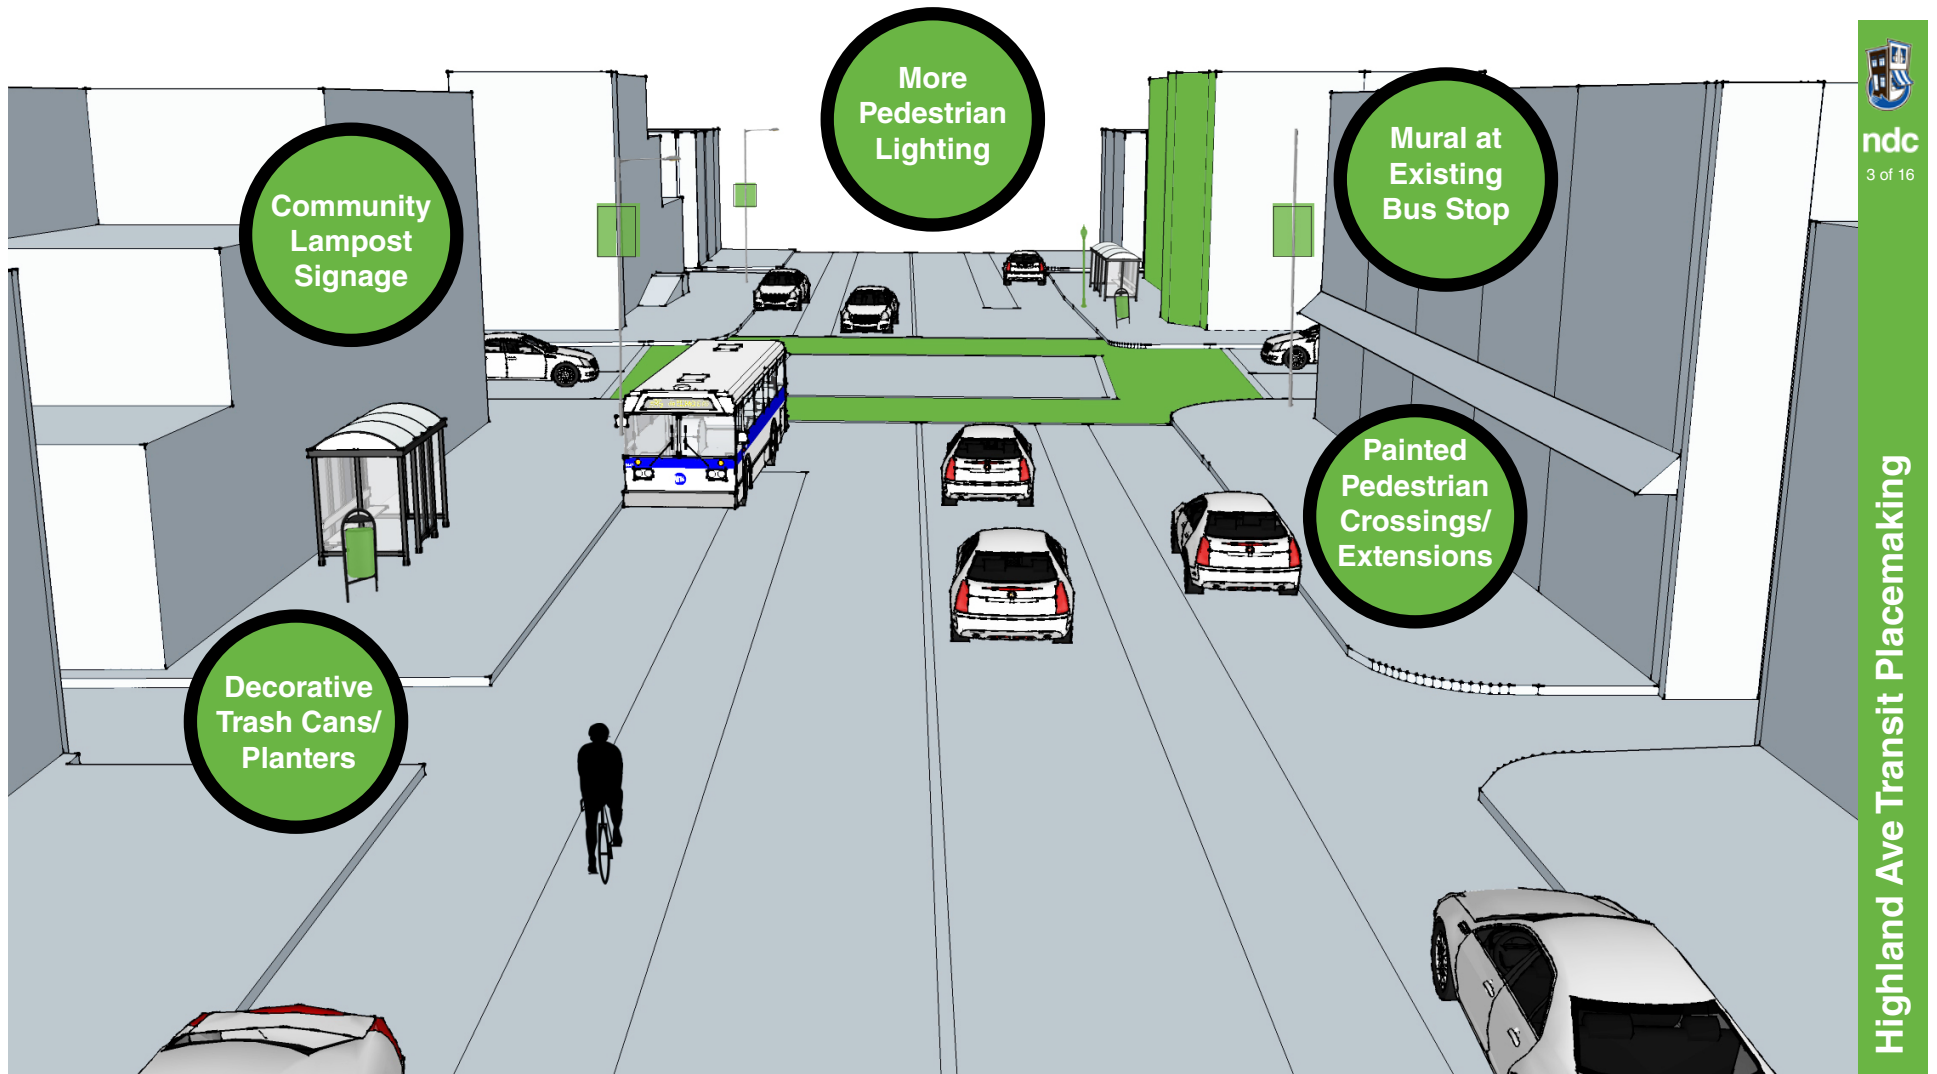 More
Pedestrian
Lighting
Mural at
Existing
Bus Stop
Community
Lampost
Signage
Painted
Pedestrian
Crossings/
Extensions
Decorative
Trash Cans/
Planters
ndc
3 of 16
Highland Ave Transit Placemaking